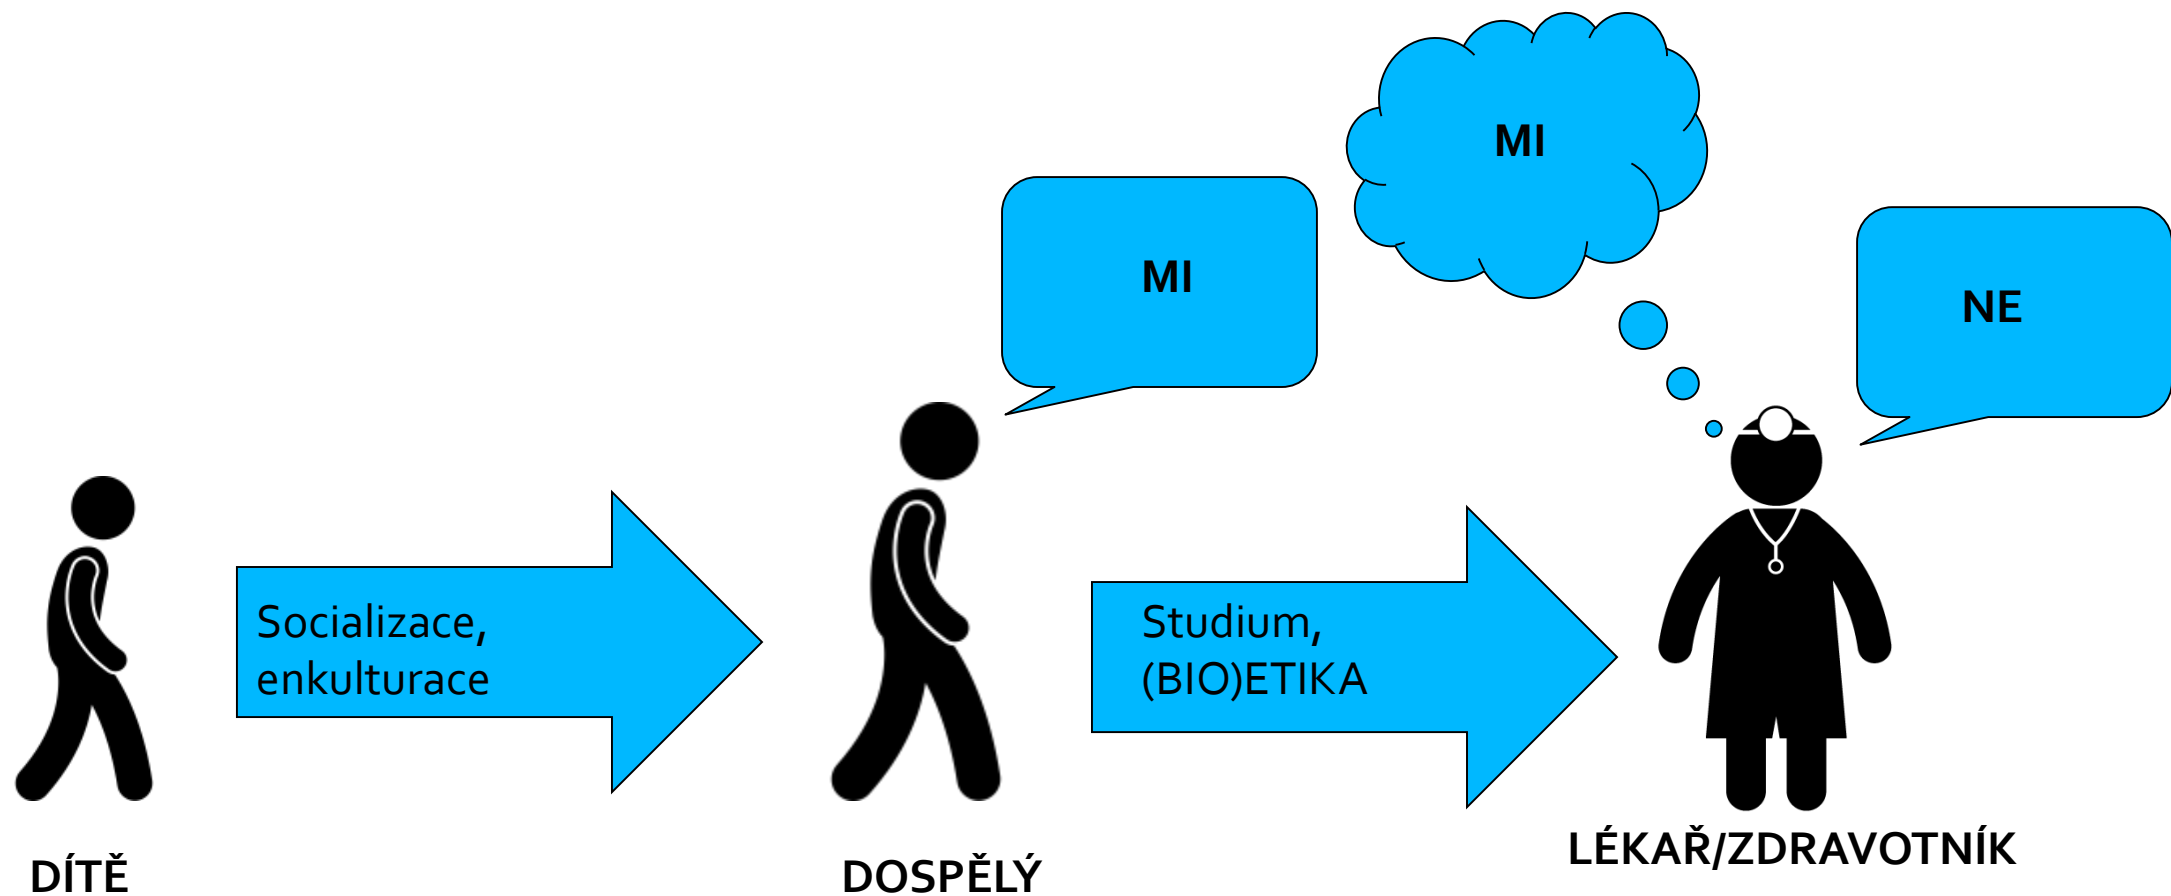 MI
MI
NE
Socializace,
enkulturace
Studium,
(BIO)ETIKA
DÍTĚ
DOSPĚLÝ
LÉKAŘ/ZDRAVOTNÍK